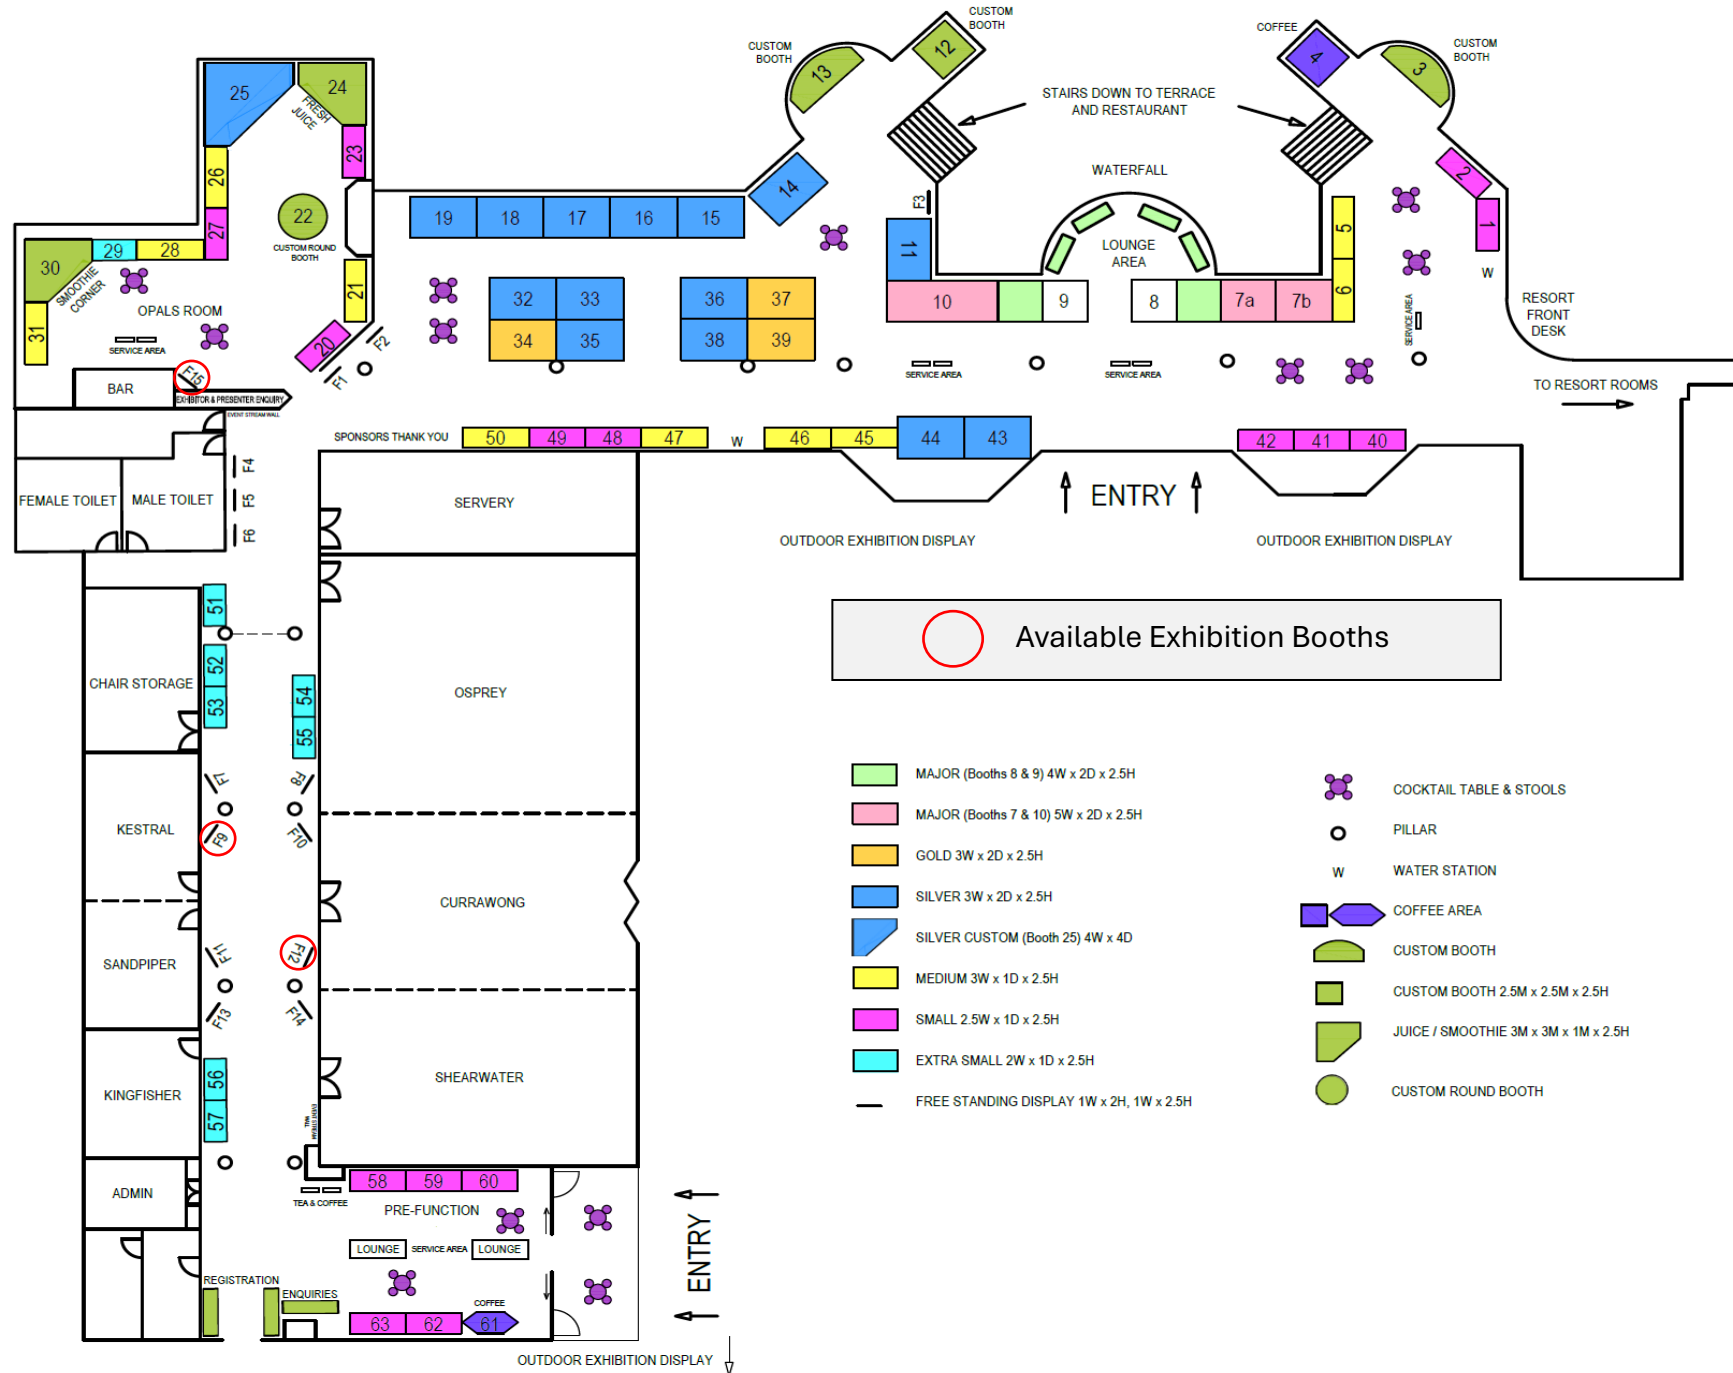 CUSTOM
BOOTH
12
CUSTOM
BOOTH
13
COFFEE
4
CUSTOM
BOOTH
3
25
24
FRESH
JUICE
23
26
27
22
CUSTOM ROUND
BOOTH
21
30
SMOOTHIE
CORNER
29
28
31
OPALS ROOM
SERVICE AREA
20
F1
F2
BAR
F15
EXHIBITOR & PRESENTER ENQUIRY
EVENT STREAM WALL
STAIRS DOWN TO TERRACE
AND RESTAURANT
WATERFALL
LOUNGE
AREA
19
18
17
16
15
14
F3
11
10
9
8
7a
7b
5
6
2
1
W
SERVICE AREA
RESORT
FRONT
DESK
TO RESORT ROOMS
32
33
34
35
36
37
38
39
SERVICE AREA
SERVICE AREA
SPONSORS THANK YOU
50
49
48
47
W
46
45
44
43
42
41
40
ENTRY
OUTDOOR EXHIBITION DISPLAY
OUTDOOR EXHIBITION DISPLAY
FEMALE TOILET
MALE TOILET
F4
F5
F6
SERVERY
51
52
53
54
55
CHAIR STORAGE
OSPREY
F7
F8
KESTRAL
F9
F10
CURRAWONG
SANDPIPER
F11
F12
F13
F14
KINGFISHER
56
57
SHEARWATER
EVENT STREAM
WALL
ADMIN
TEA & COFFEE
58
59
60
PRE-FUNCTION
LOUNGE
SERVICE AREA
LOUNGE
REGISTRATION
ENQUIRIES
COFFEE
63
62
61
ENTRY
OUTDOOR EXHIBITION DISPLAY
Available Exhibition Booths
MAJOR (Booths 8 & 9) 4W x 2D x 2.5H
MAJOR (Booths 7 & 10) 5W x 2D x 2.5H
GOLD 3W x 2D x 2.5H
SILVER 3W x 2D x 2.5H
SILVER CUSTOM (Booth 25) 4W x 4D
MEDIUM 3W x 1D x 2.5H
SMALL 2.5W x 1D x 2.5H
EXTRA SMALL 2W x 1D x 2.5H
FREE STANDING DISPLAY 1W x 2H, 1W x 2.5H
COCKTAIL TABLE & STOOLS
PILLAR
W
WATER STATION
COFFEE AREA
CUSTOM BOOTH
CUSTOM BOOTH 2.5M x 2.5M x 2.5H
JUICE / SMOOTHIE 3M x 3M x 1M x 2.5H
CUSTOM ROUND BOOTH